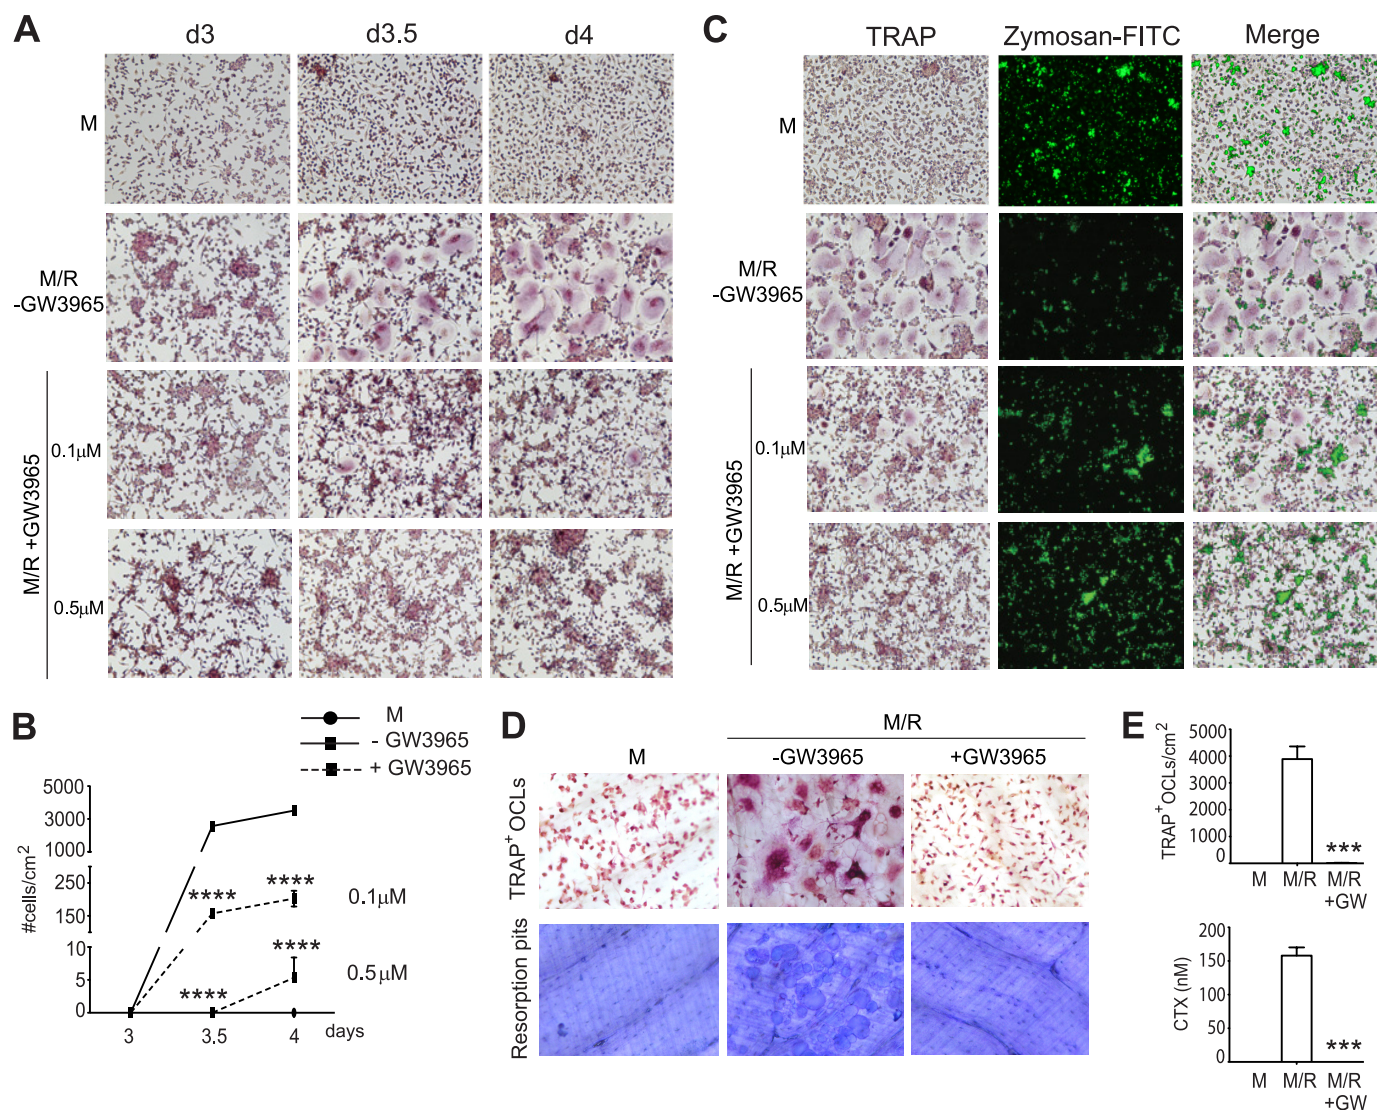 A
d3
d3.5
d4
M
M/R
-GW3965
M/R +GW3965
0.1μM
0.5μM
C
TRAP
Zymosan-FITC
Merge
M
M/R
-GW3965
M/R +GW3965
0.1μM
0.5μM
B
M
- GW3965
+ GW3965
#cells/cm²
5000
3000
1000
250
150
10
5
0
****
****
0.1μM
****
****
0.5μM
3
3.5
4
days
D
M/R
M
-GW3965
+GW3965
TRAP⁺ OCLs
Resorption pits
E
TRAP⁺OCLs/cm²
5000
4000
3000
2000
1000
0
***
M
M/R
M/R
+GW
CTX (nM)
200
150
100
50
0
***
M
M/R
M/R
+GW